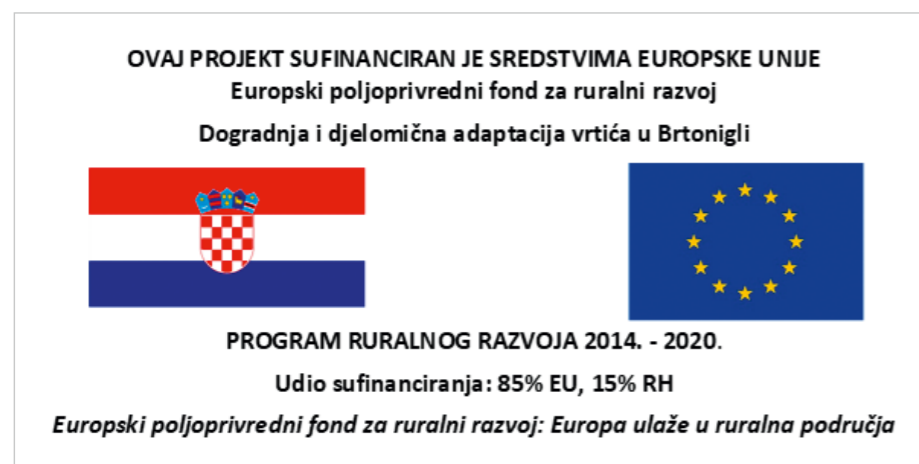 OVAJ PROJEKT SUFINANCIRAN JE SREDSTVIMA EUROPSKE UNIJE
Europski poljoprivredni fond za ruralni razvoj
Dogradnja i djelomična adaptacija vrtića u Brtonigli
PROGRAM RURALNOG RAZVOJA 2014. - 2020.
Udio sufinanciranja: 85% EU, 15% RH
Europski poljoprivredni fond za ruralni razvoj: Europa ulaže u ruralna područja